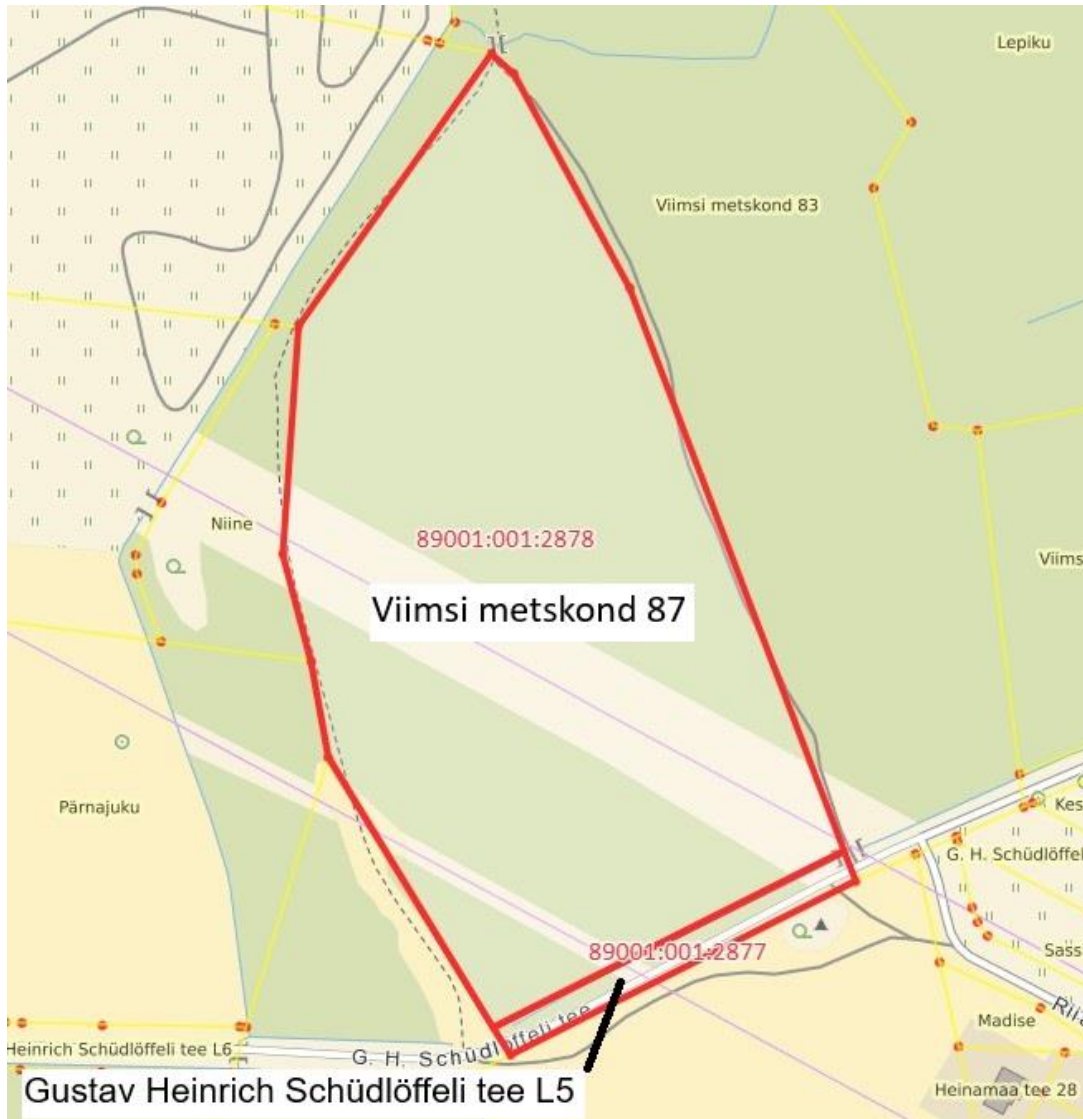 Lepiku
Viimsi metskond 83
Niine
89001:001:2878
Viimsi metskond 87
Viims
Pärnajuku
Kes
G. H. Schüdlöffel
89001:001:2877
Sass
Madise
Heinrich Schüdlöffeli tee L6
G. H. Schüdlöffeli tee
Gustav Heinrich Schüdlöffeli tee L5
Heinamaa tee 28